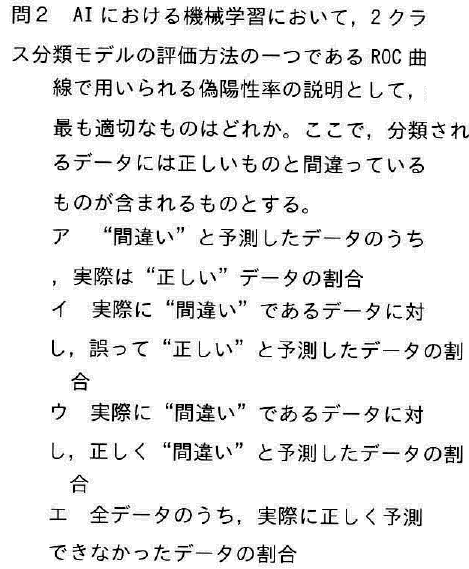 問２　AI における機械学習において，２クラ
ス分類モデルの評価方法の一つである ROC 曲
線で用いられる偽陽性率の説明として，
最も適切なものはどれか。ここで，分類され
るデータには正しいものと間違っている
ものが含まれるものとする。
ア　“間違い”と予測したデータのうち
，実際は“正しい”データの割合
イ　実際に“間違い”であるデータに対
し，誤って“正しい”と予測したデータの割
合
ウ　実際に“間違い”であるデータに対
し，正しく“間違い”と予測したデータの割
合
エ　全データのうち，実際に正しく予測
できなかったデータの割合